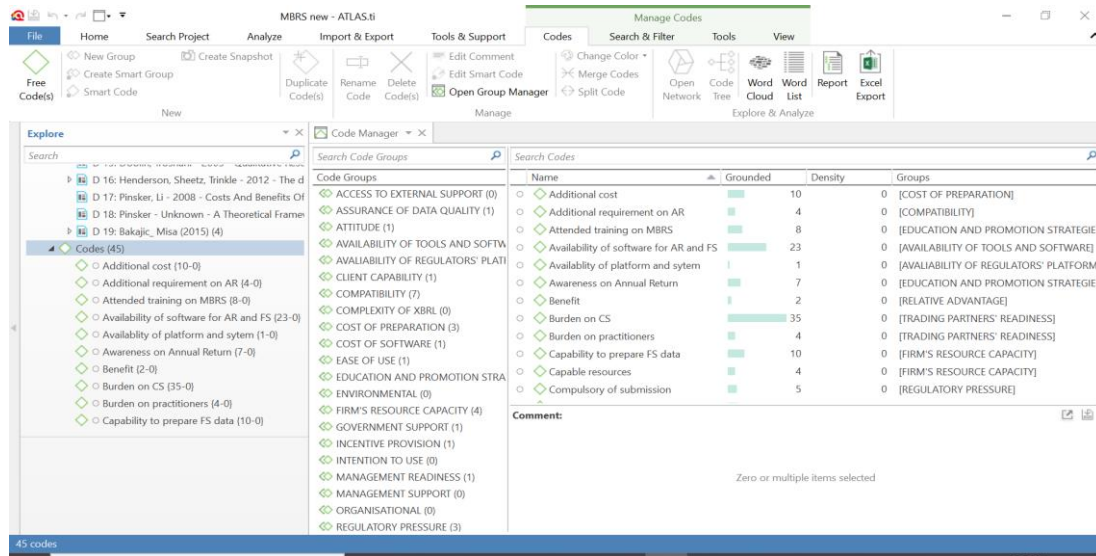 MBRS new - ATLAS.ti
Manage Codes
File Home Search Project Analyze Import & Export Tools & Support Codes Search & Filter Tools View
New Group
Create Snapshot
Create Smart Group
Smart Code
Free Code(s)
New
Duplicate Code(s)
Rename Code
Delete Code(s)
Edit Comment
Edit Smart Code
Open Group Manager
Change Color
Merge Codes
Split Code
Manage
Open Network
Code Tree
Word Cloud
Word List
Report
Excel Export
Explore & Analyze
Explore
Search
D 16: Henderson, Sheetz, Trinkle - 2012 - The d
D 17: Pinsker, Li - 2008 - Costs And Benefits Of
D 18: Pinsker - Unknown - A Theoretical Frame
D 19: Bakajic_ Misa (2015) (4)
Codes (45)
Additional cost (10-0)
Additional requirement on AR (4-0)
Attended training on MBRS (8-0)
Availability of software for AR and FS (23-0)
Availablity of platform and sytem (1-0)
Awareness on Annual Return (7-0)
Benefit (2-0)
Burden on CS (35-0)
Burden on practitioners (4-0)
Capability to prepare FS data (10-0)
Code Manager
Search Code Groups
Code Groups
ACCESS TO EXTERNAL SUPPORT (0)
ASSURANCE OF DATA QUALITY (1)
ATTITUDE (1)
AVAILABILITY OF TOOLS AND SOFTW
AVALIABILITY OF REGULATORS' PLATI
CLIENT CAPABILITY (1)
COMPATIBILITY (7)
COMPLEXITY OF XBRL (0)
COST OF PREPARATION (3)
COST OF SOFTWARE (1)
EASE OF USE (1)
EDUCATION AND PROMOTION STRA
ENVIRONMENTAL (0)
FIRM'S RESOURCE CAPACITY (4)
GOVERNMENT SUPPORT (1)
INCENTIVE PROVISION (1)
INTENTION TO USE (0)
MANAGEMENT READINESS (1)
MANAGEMENT SUPPORT (0)
ORGANISATIONAL (0)
REGULATORY PRESSURE (3)
Search Codes
Name Grounded Density Groups
Additional cost 10 0 [COST OF PREPARATION]
Additional requirement on AR 4 0 [COMPATIBILITY]
Attended training on MBRS 8 0 [EDUCATION AND PROMOTION STRATEGIE
Availability of software for AR and FS 23 0 [AVAILABILITY OF TOOLS AND SOFTWARE]
Availablity of platform and sytem 1 0 [AVALIABILITY OF REGULATORS' PLATFORM
Awareness on Annual Return 7 0 [EDUCATION AND PROMOTION STRATEGIE
Benefit 2 0 [RELATIVE ADVANTAGE]
Burden on CS 35 0 [TRADING PARTNERS' READINESS]
Burden on practitioners 4 0 [TRADING PARTNERS' READINESS]
Capability to prepare FS data 10 0 [FIRM'S RESOURCE CAPACITY]
Capable resources 4 0 [FIRM'S RESOURCE CAPACITY]
Compulsory of submission 5 0 [REGULATORY PRESSURE]
Comment:
Zero or multiple items selected
45 codes